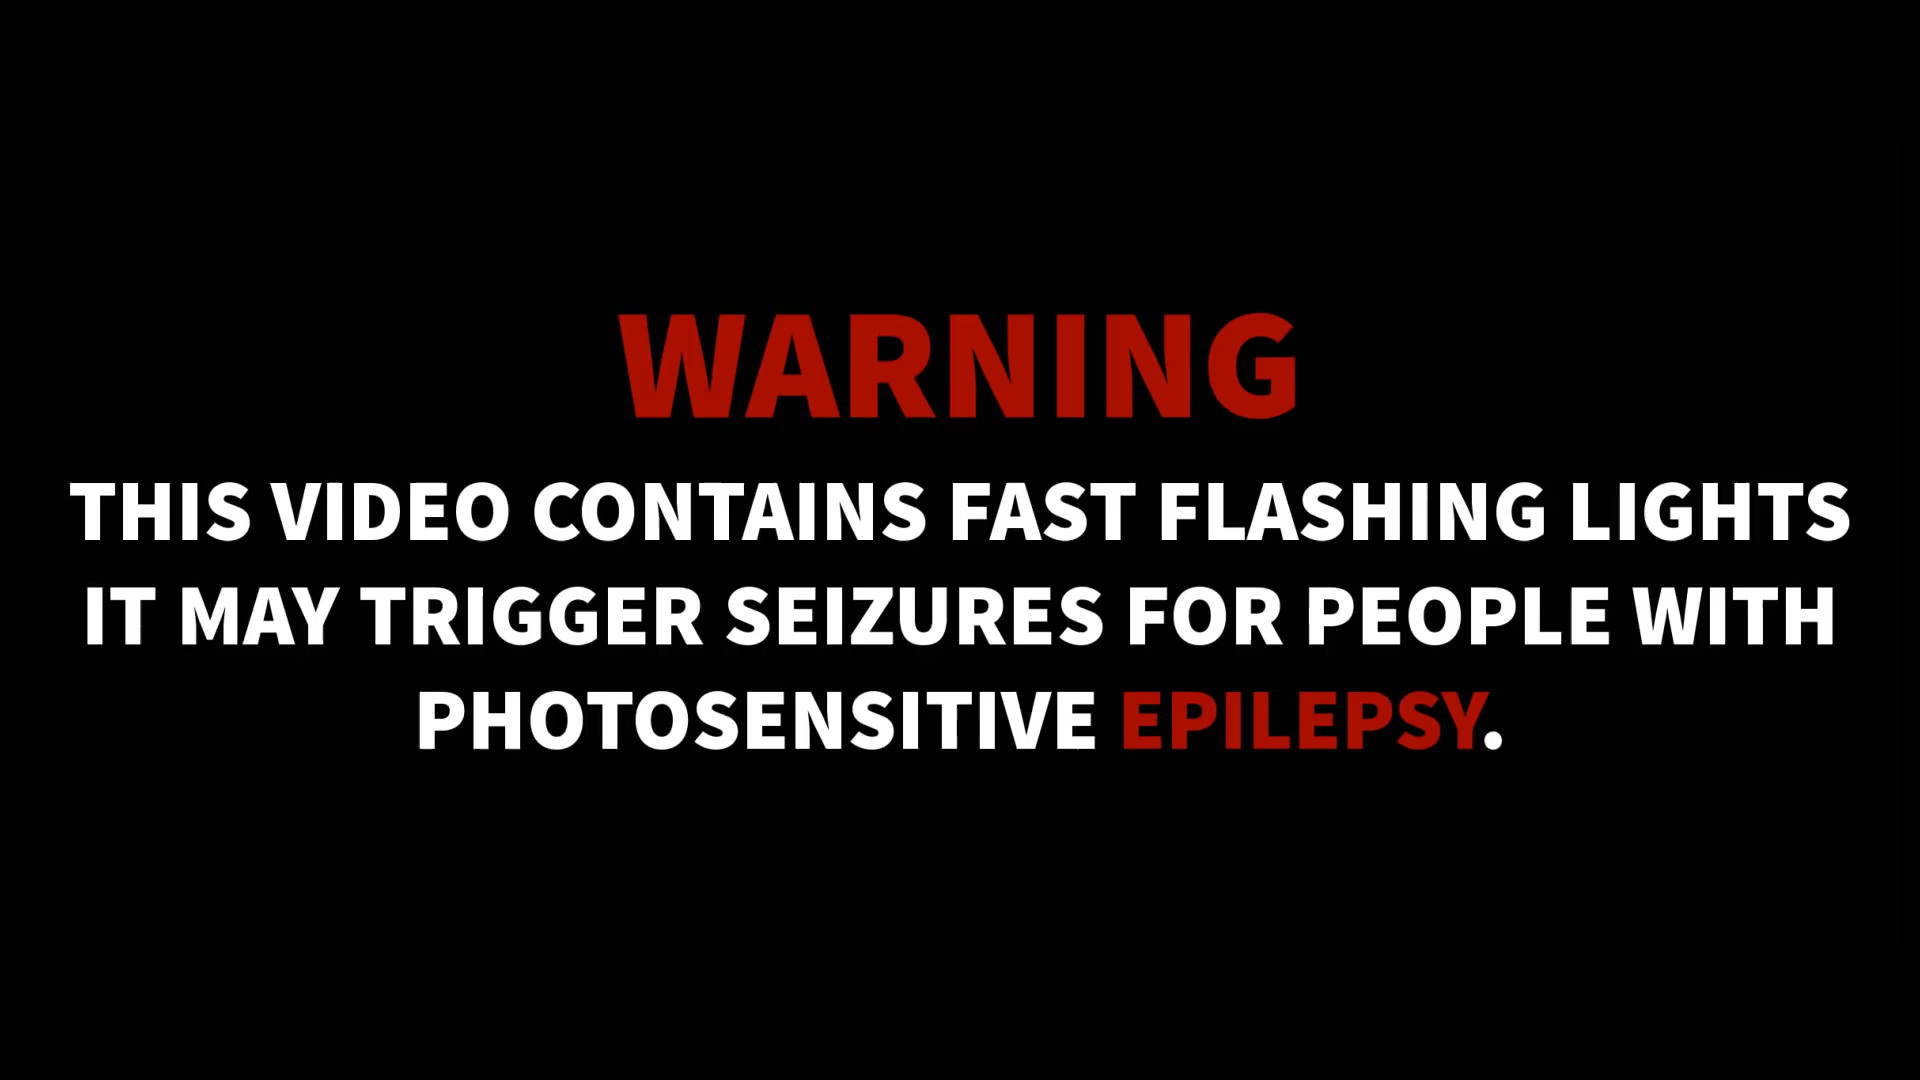 WARNING
THIS VIDEO CONTAINS FAST FLASHING LIGHTS
IT MAY TRIGGER SEIZURES FOR PEOPLE WITH
PHOTOSENSITIVE EPILEPSY.